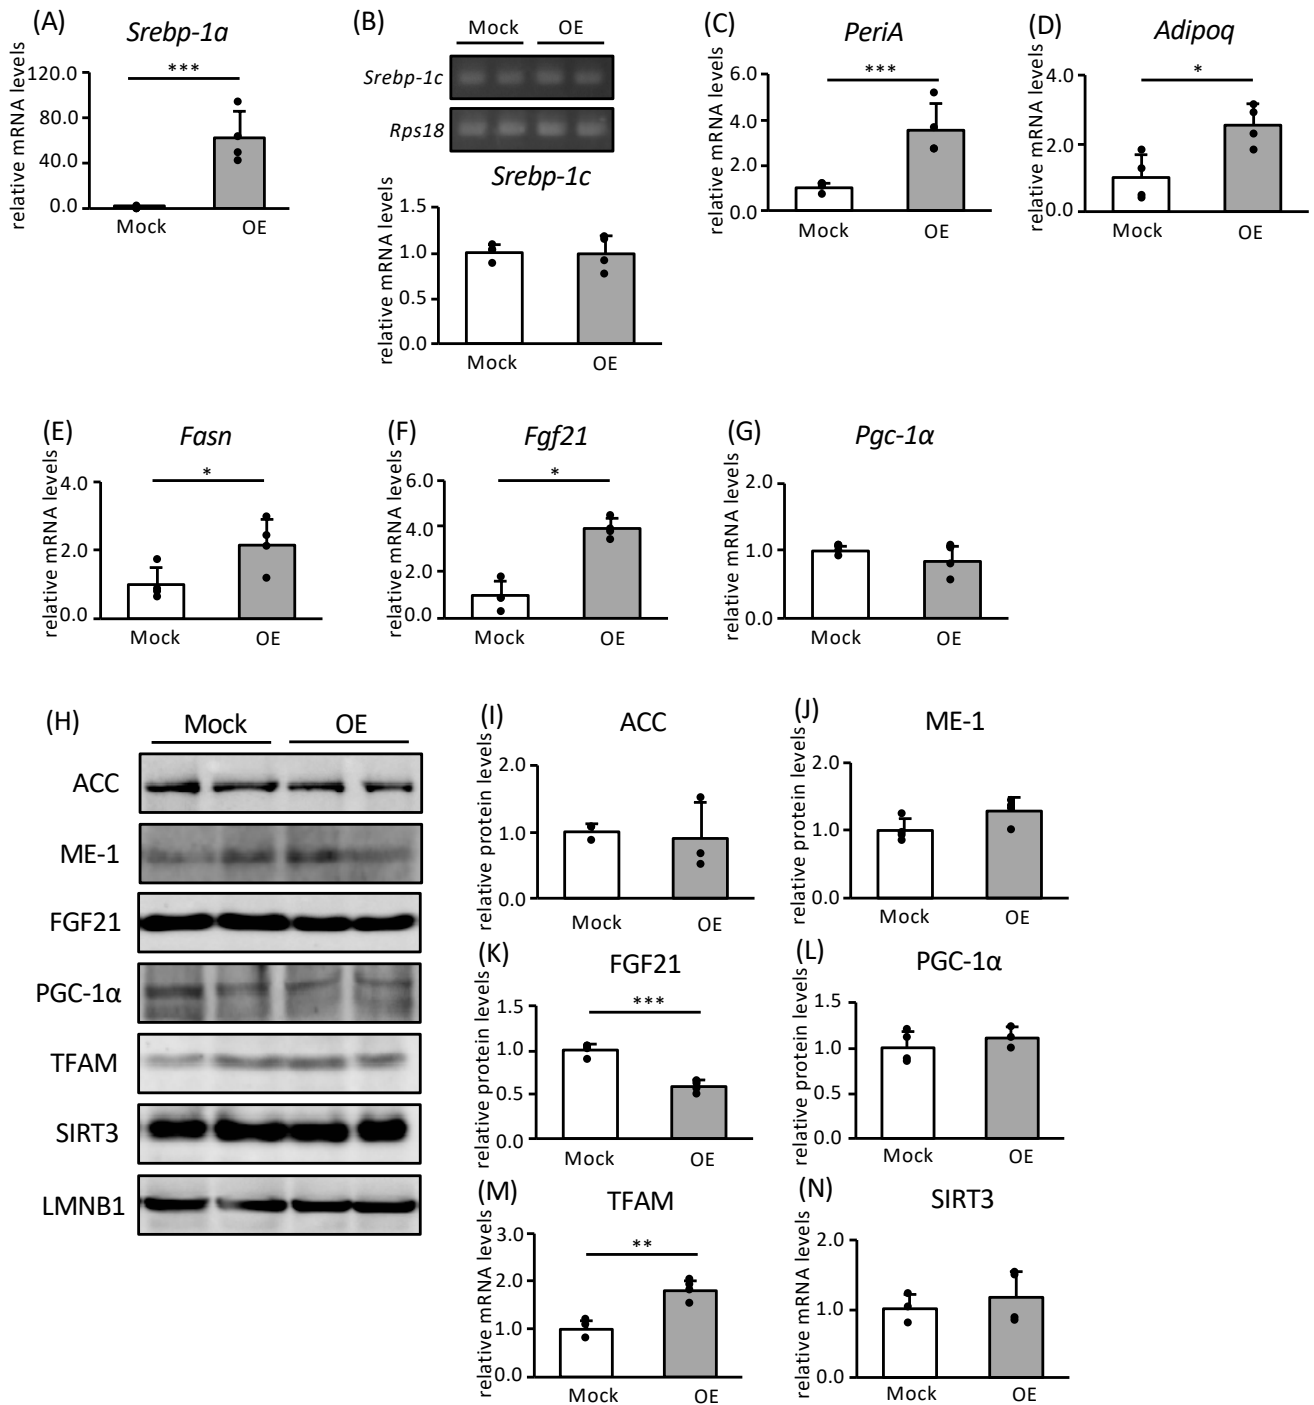 (A)
Srebp-1a
relative mRNA levels
120.0
80.0
40.0
0.0
***
Mock
OE
(B)
Mock
OE
Srebp-1c
Rps18
Srebp-1c
relative mRNA levels
1.5
1.0
0.5
0.0
Mock
OE
(C)
PeriA
relative mRNA levels
6.0
4.0
2.0
0.0
***
Mock
OE
(D)
Adipoq
relative mRNA levels
4.0
2.0
0.0
*
Mock
OE
(E)
Fasn
relative mRNA levels
4.0
2.0
0.0
*
Mock
OE
(F)
Fgf21
relative mRNA levels
6.0
4.0
2.0
0.0
*
Mock
OE
(G)
Pgc-1α
relative mRNA levels
2.0
1.0
0.0
Mock
OE
(H)
Mock
OE
ACC
ME-1
FGF21
PGC-1α
TFAM
SIRT3
LMNB1
(I)
ACC
relative protein levels
2.0
1.0
0.0
Mock
OE
(J)
ME-1
relative protein levels
2.0
1.0
0.0
Mock
OE
(K)
FGF21
relative protein levels
1.5
1.0
0.5
0.0
***
Mock
OE
(L)
PGC-1α
relative protein levels
1.5
1.0
0.5
0.0
Mock
OE
(M)
TFAM
relative mRNA levels
3.0
2.0
1.0
0.0
**
Mock
OE
(N)
SIRT3
relative mRNA levels
2.0
1.0
0.0
Mock
OE